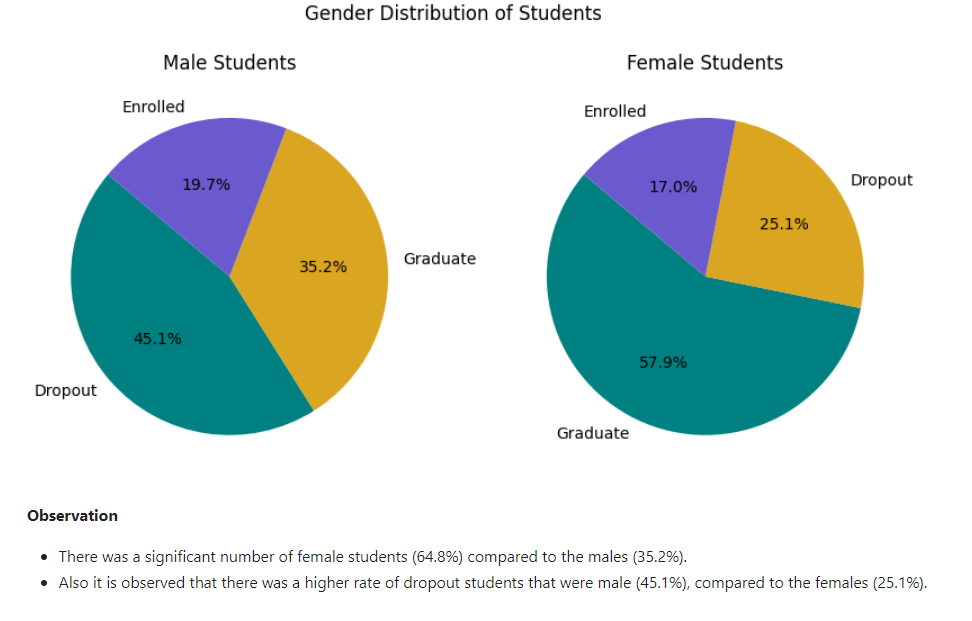 Gender Distribution of Students
Male Students
Enrolled
19.7%
35.2%
Graduate
45.1%
Dropout
Female Students
Enrolled
17.0%
Dropout
25.1%
57.9%
Graduate
Observation
• There was a significant number of female students (64.8%) compared to the males (35.2%).
• Also it is observed that there was a higher rate of dropout students that were male (45.1%), compared to the females (25.1%).